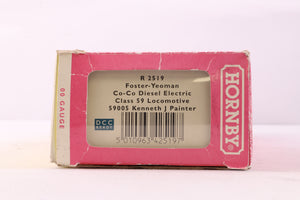 00 GAUGE
R 2519
Foster-Yeoman
Co-Co Diesel Electric
Class 59 Locomotive
59005 Kenneth J Painter
DCC
READY
5 010963 425197
HORNBY